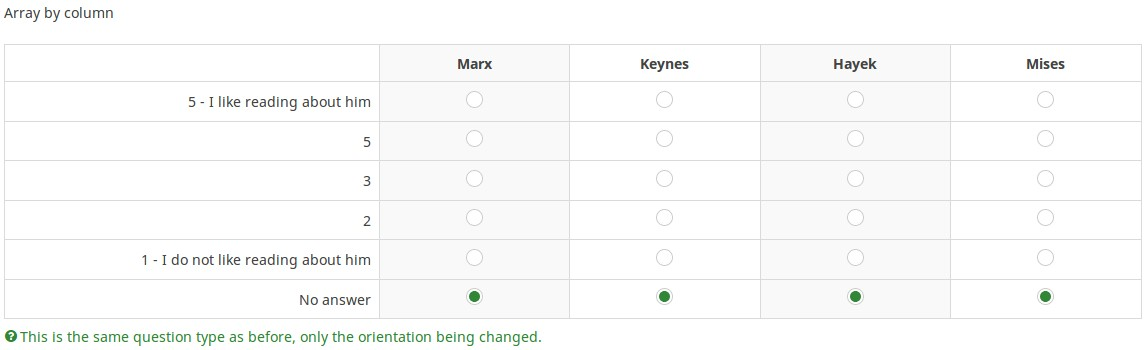 Array by column
Marx Keynes Hayek Mises
5 - I like reading about him
5
3
2
1 - I do not like reading about him
No answer
This is the same question type as before, only the orientation being changed.